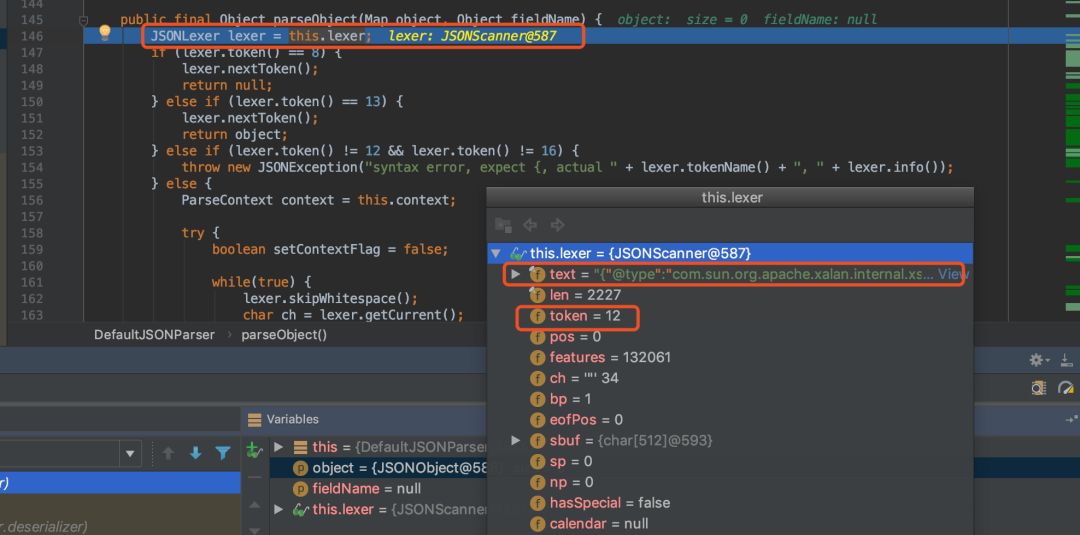 144
145 public final Object parseObject(Map object, Object fieldName) { object: size = 0 fieldName: null
146 JSONLexer lexer = this.lexer; lexer: JSONScanner@587
147 if (lexer.token() == 8) {
148 lexer.nextToken();
149 return null;
150 } else if (lexer.token() == 13) {
151 lexer.nextToken();
152 return object;
153 } else if (lexer.token() != 12 && lexer.token() != 16) {
154 throw new JSONException("syntax error, expect {, actual " + lexer.tokenName() + ", " + lexer.info());
155 } else {
156 ParseContext context = this.context;
157
158 try {
159 boolean setContextFlag = false;
160
161 while(true) {
162 lexer.skipWhitespace();
163 char ch = lexer.getCurrent();
DefaultJSONParser › parseObject()
this.lexer
this.lexer = {JSONScanner@587}
f text = "{"@type":"com.sun.org.apache.xalan.internal.xs... View
f len = 2227
f token = 12
f pos = 0
f features = 132061
f ch = '"' 34
f bp = 1
f eofPos = 0
f sbuf = {char[512]@593}
f sp = 0
f np = 0
f hasSpecial = false
f calendar = null
Variables
this = {DefaultJSONParser
p object = {JSONObject@58
p fieldName = null
this.lexer = {JSONScanner
r)
r.deserializer)